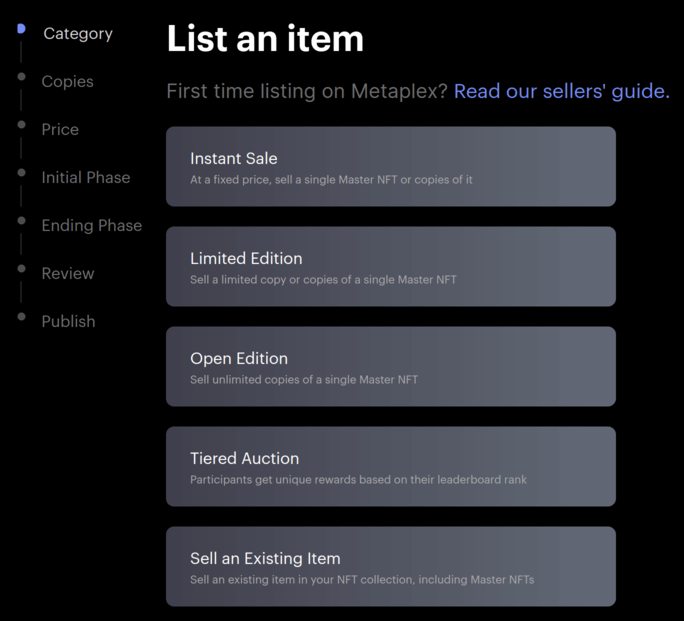 Category
Copies
Price
Initial Phase
Ending Phase
Review
Publish
List an item
First time listing on Metaplex? Read our sellers' guide.
Instant Sale
At a fixed price, sell a single Master NFT or copies of it
Limited Edition
Sell a limited copy or copies of a single Master NFT
Open Edition
Sell unlimited copies of a single Master NFT
Tiered Auction
Participants get unique rewards based on their leaderboard rank
Sell an Existing Item
Sell an existing item in your NFT collection, including Master NFTs